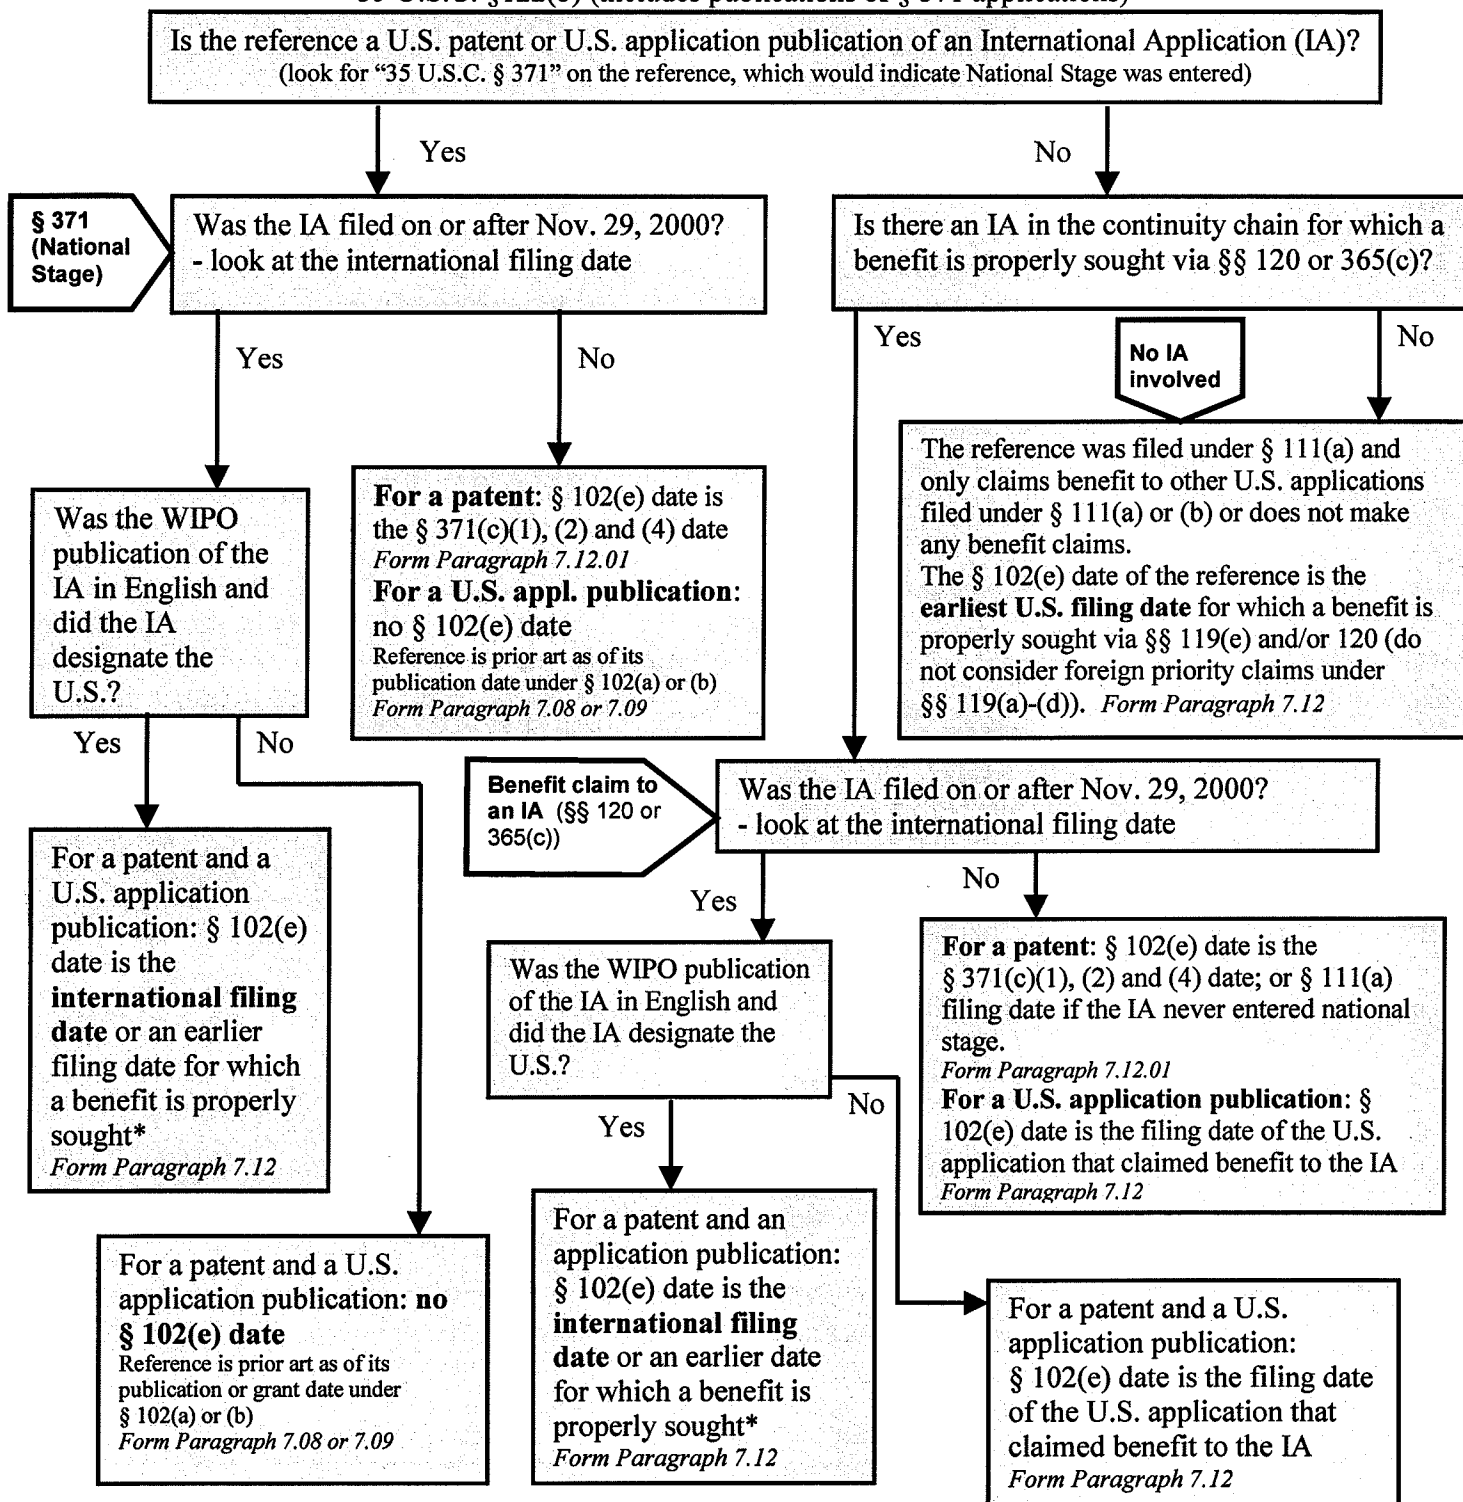 35 U.S.C. § 122(b) (includes publications of § 371 applications)
Is the reference a U.S. patent or U.S. application publication of an International Application (IA)?
(look for “35 U.S.C. § 371” on the reference, which would indicate National Stage was entered)
Yes
No
§ 371
(National
Stage)
Was the IA filed on or after Nov. 29, 2000?
- look at the international filing date
Is there an IA in the continuity chain for which a
benefit is properly sought via §§ 120 or 365(c)?
Yes
No
Yes
No IA
involved
No
Was the WIPO
publication of the
IA in English and
did the IA
designate the
U.S.?
For a patent: § 102(e) date is
the § 371(c)(1), (2) and (4) date
Form Paragraph 7.12.01
For a U.S. appl. publication:
no § 102(e) date
Reference is prior art as of its
publication date under § 102(a) or (b)
Form Paragraph 7.08 or 7.09
The reference was filed under § 111(a) and
only claims benefit to other U.S. applications
filed under § 111(a) or (b) or does not make
any benefit claims.
The § 102(e) date of the reference is the
earliest U.S. filing date for which a benefit is
properly sought via §§ 119(e) and/or 120 (do
not consider foreign priority claims under
§§ 119(a)-(d)). Form Paragraph 7.12
Yes
No
Benefit claim to
an IA (§§ 120 or
365(c))
Was the IA filed on or after Nov. 29, 2000?
- look at the international filing date
Yes
No
For a patent and a
U.S. application
publication: § 102(e)
date is the
international filing
date or an earlier
filing date for which
a benefit is properly
sought*
Form Paragraph 7.12
Was the WIPO publication
of the IA in English and
did the IA designate the
U.S.?
For a patent: § 102(e) date is the
§ 371(c)(1), (2) and (4) date; or § 111(a)
filing date if the IA never entered national
stage.
Form Paragraph 7.12.01
For a U.S. application publication: §
102(e) date is the filing date of the U.S.
application that claimed benefit to the IA
Form Paragraph 7.12
Yes
No
For a patent and a U.S.
application publication: no
§ 102(e) date
Reference is prior art as of its
publication or grant date under
§ 102(a) or (b)
Form Paragraph 7.08 or 7.09
For a patent and an
application publication:
§ 102(e) date is the
international filing
date or an earlier date
for which a benefit is
properly sought*
Form Paragraph 7.12
For a patent and a U.S.
application publication:
§ 102(e) date is the filing date
of the U.S. application that
claimed benefit to the IA
Form Paragraph 7.12